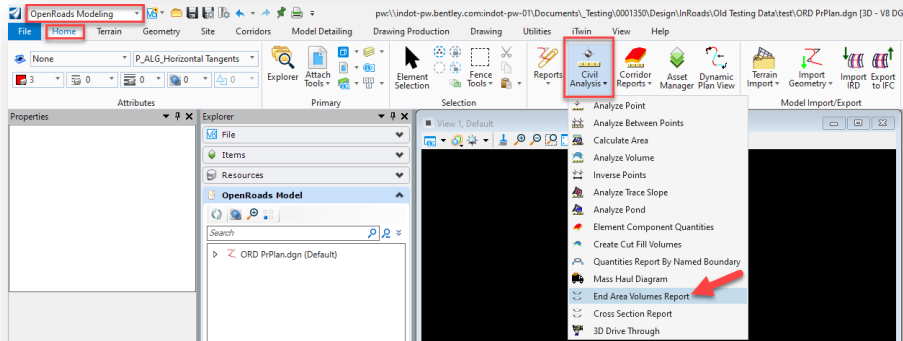 OpenRoads Modeling
pwc\\indot-pw.bentley.com:indot-pw-01\Documents\_Testing\0001350\Design\InRoads\Old Testing Data\test\ORD PrPlan.dgn [3D - V8 DG
File Home Terrain Geometry Site Corridors Model Detailing Drawing Production Drawing Utilities iTwin View Help
None P_ALG_Horizontal Tangents
3 0 0 0 0
Attributes
Explorer Attach Tools
Primary
Element Selection Fence Tools
Selection
Reports Civil Analysis Corridor Reports Asset Manager Dynamic Plan View
Terrain Import Import Geometry Import IRD Export to IFC
Model Import/Export
Properties
Explorer
File
Items
Resources
OpenRoads Model
Search
ORD PrPlan.dgn (Default)
View 1, Default
Analyze Point
Analyze Between Points
Calculate Area
Analyze Volume
Inverse Points
Analyze Trace Slope
Analyze Pond
Element Component Quantities
Create Cut Fill Volumes
Quantities Report By Named Boundary
Mass Haul Diagram
End Area Volumes Report
Cross Section Report
3D Drive Through